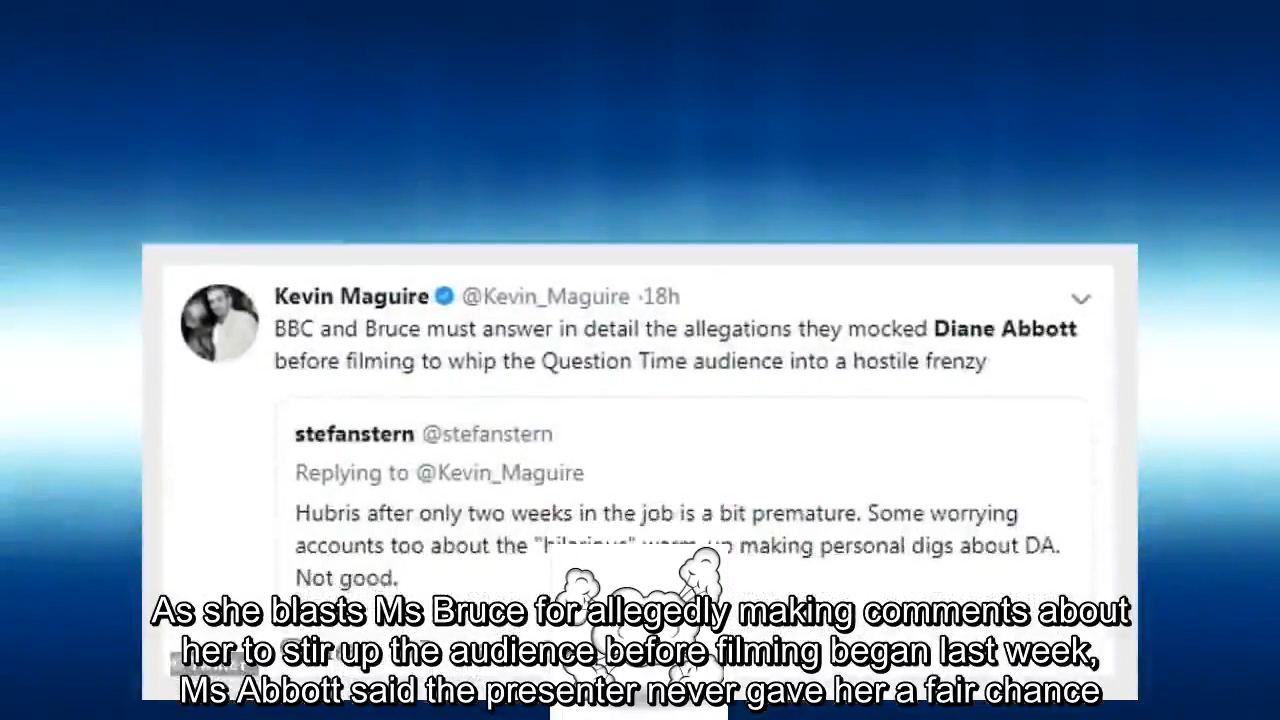 Kevin Maguire @Kevin_Maguire ·18h
BBC and Bruce must answer in detail the allegations they mocked Diane Abbott
before filming to whip the Question Time audience into a hostile frenzy
stefanstern @stefanstern
Replying to @Kevin_Maguire
Hubris after only two weeks in the job is a bit premature. Some worrying
accounts too about the "hilarious" warm-up making personal digs about DA.
Not good.
As she blasts Ms Bruce for allegedly making comments about
her to stir up the audience before filming began last week,
Ms Abbott said the presenter never gave her a fair chance